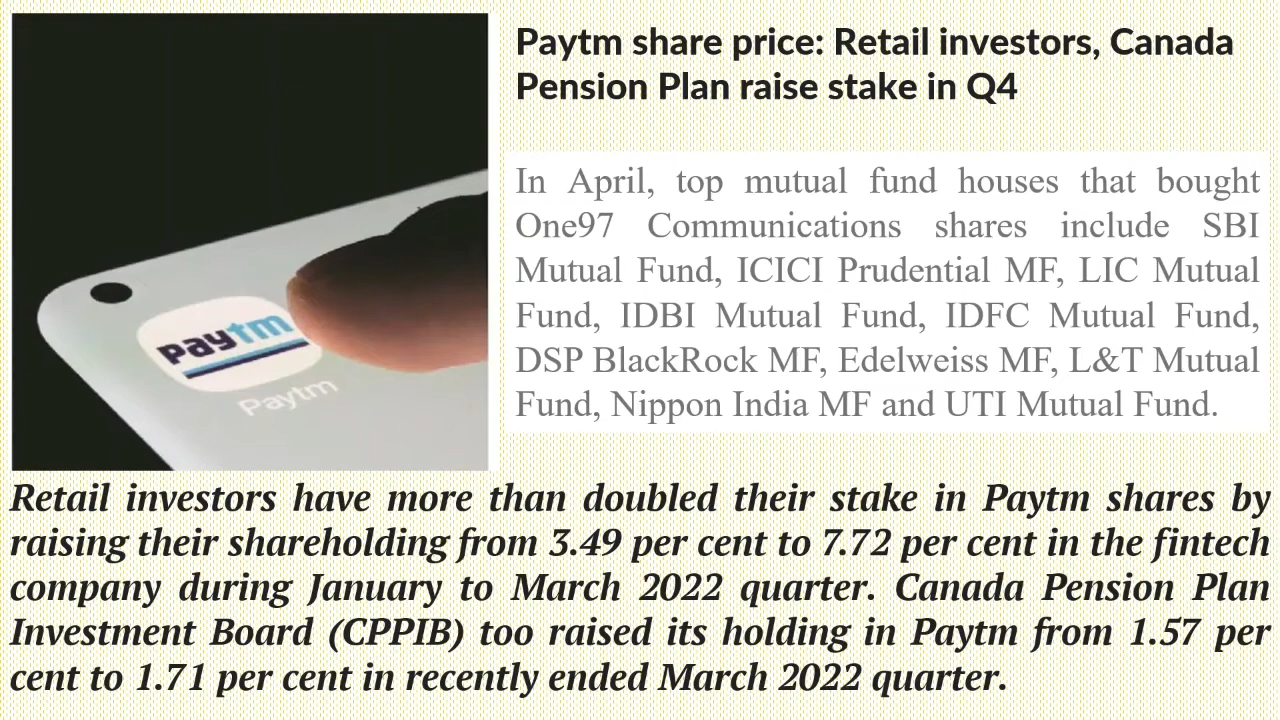 Paytm share price: Retail investors, Canada
Pension Plan raise stake in Q4
In April, top mutual fund houses that bought
One97 Communications shares include SBI
Mutual Fund, ICICI Prudential MF, LIC Mutual
Fund, IDBI Mutual Fund, IDFC Mutual Fund,
DSP BlackRock MF, Edelweiss MF, L&T Mutual
Fund, Nippon India MF and UTI Mutual Fund.
paytm
Paytm
Retail investors have more than doubled their stake in Paytm shares by
raising their shareholding from 3.49 per cent to 7.72 per cent in the fintech
company during January to March 2022 quarter. Canada Pension Plan
Investment Board (CPPIB) too raised its holding in Paytm from 1.57 per
cent to 1.71 per cent in recently ended March 2022 quarter.